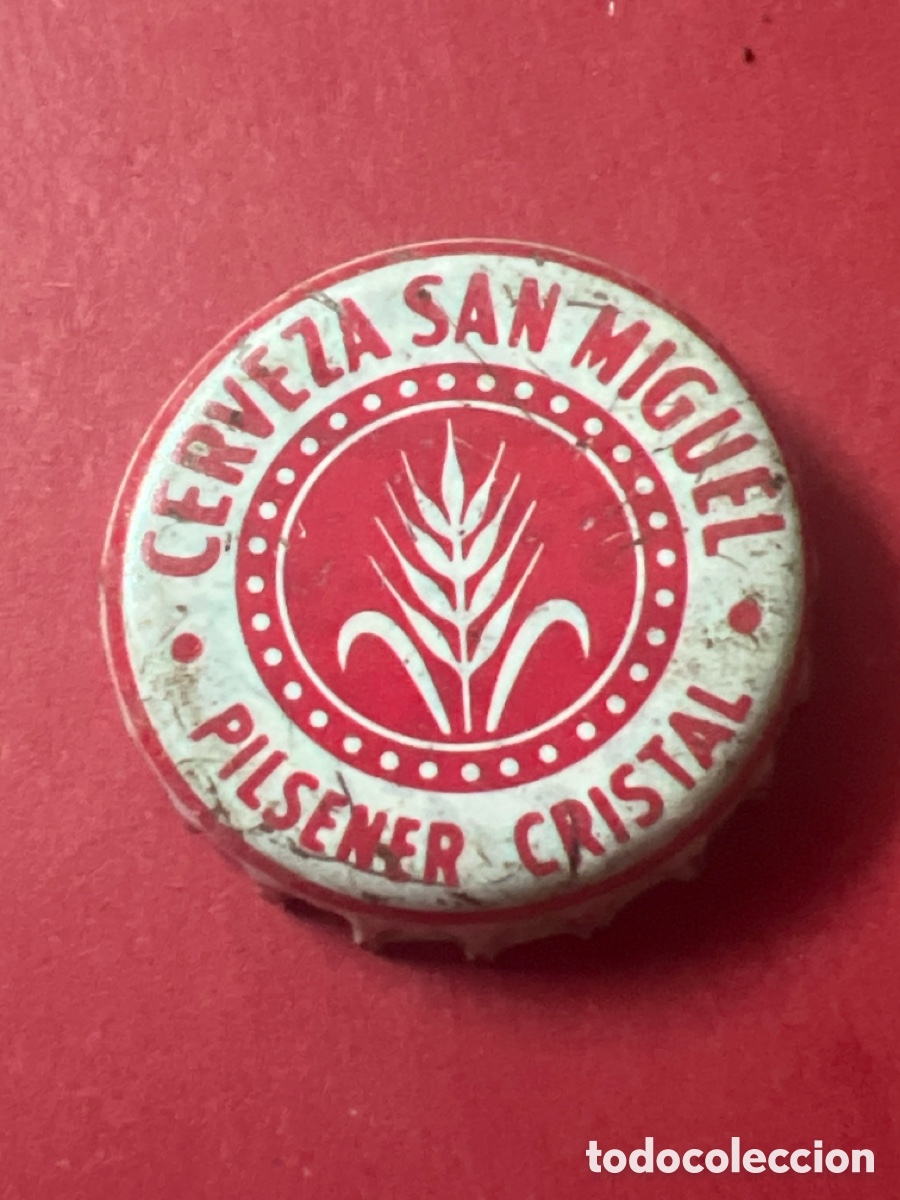 CERVEZA SAN MIGUEL
PILSENER CRISTAL
todocoleccion